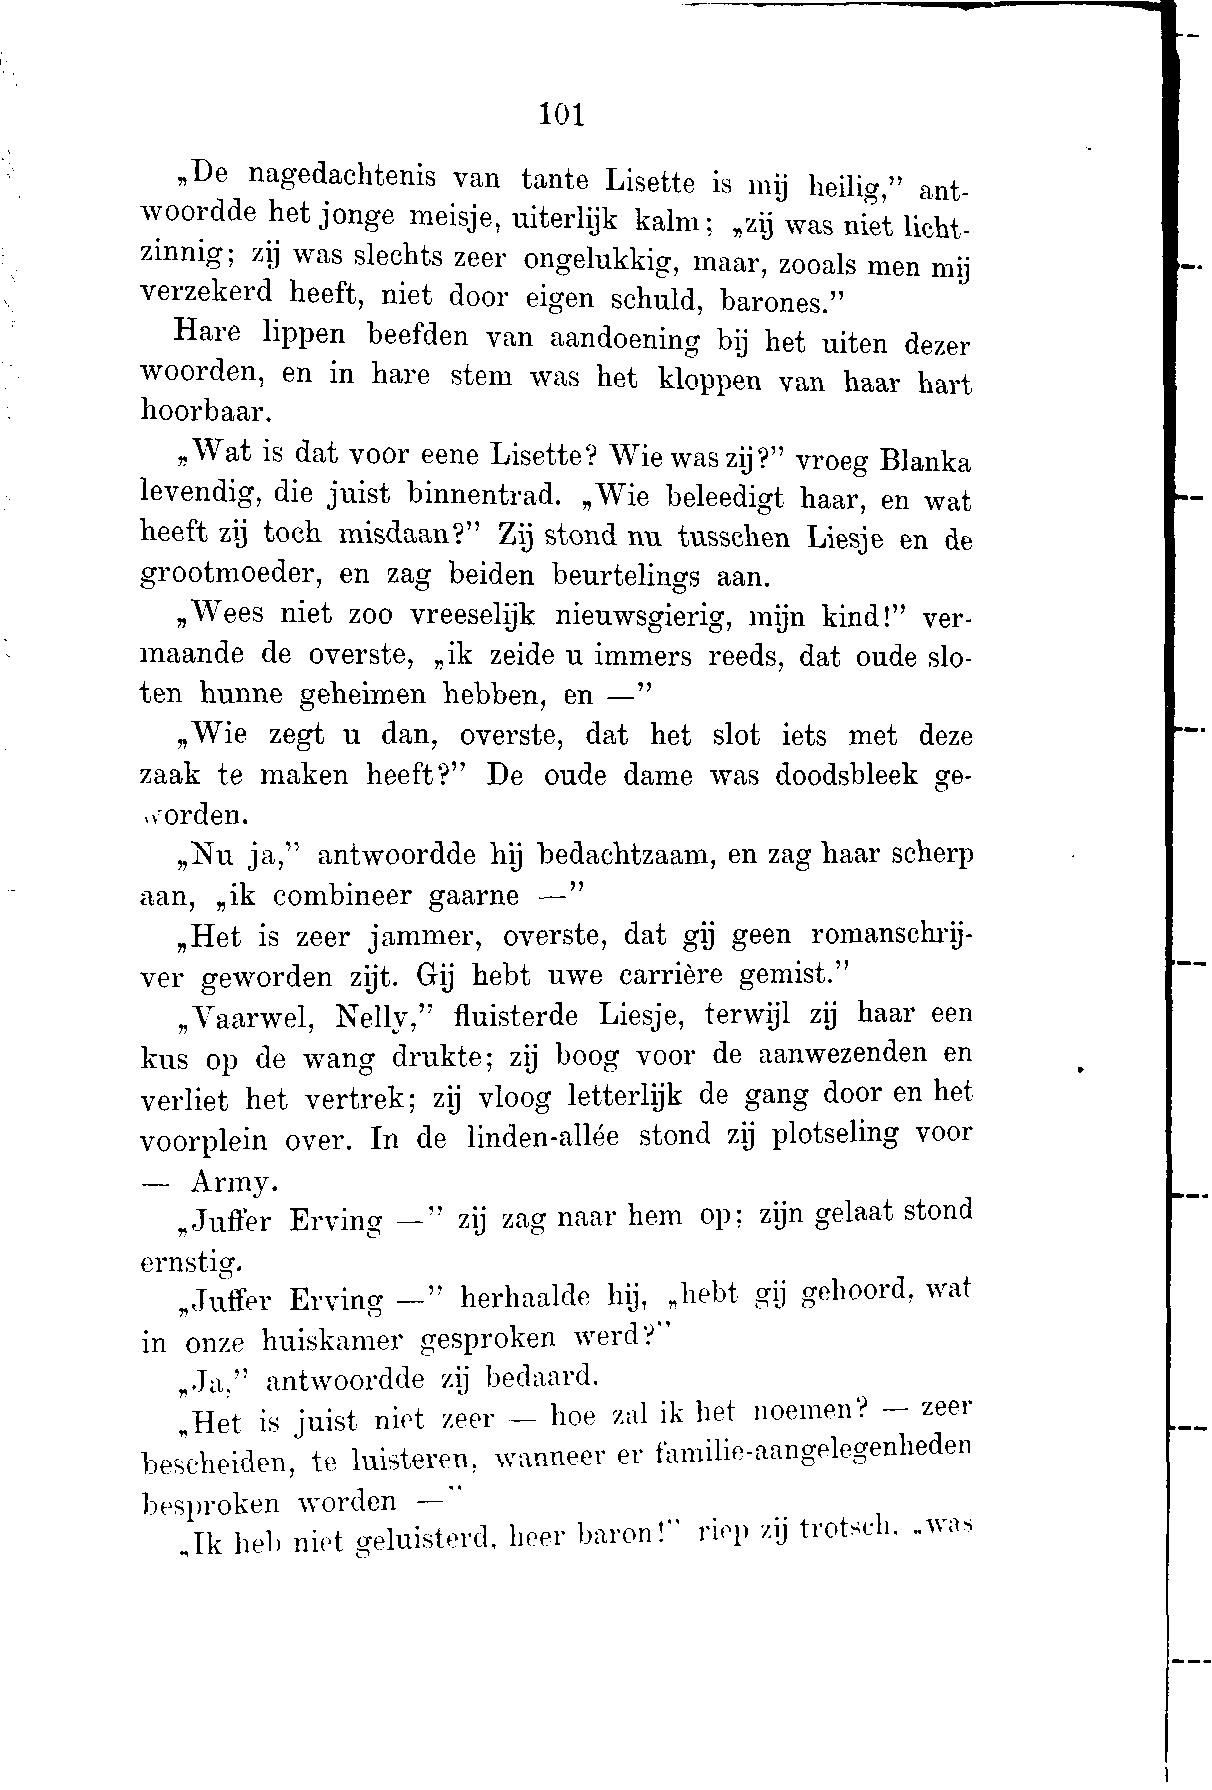 101
„De nagedachtenis van tante Lisette is mij heilig,” ant-
woordde het jonge meisje, uiterlijk kalm; „zij was niet licht-
zinnig; zij was slechts zeer ongelukkig, maar, zooals men mij
verzekerd heeft, niet door eigen schuld, barones.”
Hare lippen beefden van aandoening bij het uiten dezer
woorden, en in hare stem was het kloppen van haar hart
hoorbaar.
„Wat is dat voor eene Lisette? Wie was zij?” vroeg Blanka
levendig, die juist binnentrad. „Wie beleedigt haar, en wat
heeft zij toch misdaan?” Zij stond nu tusschen Liesje en de
grootmoeder, en zag beiden beurtelings aan.
„Wees niet zoo vreeselijk nieuwsgierig, mijn kind!” ver-
maande de overste, „ik zeide u immers reeds, dat oude slo-
ten hunne geheimen hebben, en —”
„Wie zegt u dan, overste, dat het slot iets met deze
zaak te maken heeft?” De oude dame was doodsbleek ge-
worden.
„Nu ja,” antwoordde hij bedachtzaam, en zag haar scherp
aan, „ik combineer gaarne —”
„Het is zeer jammer, overste, dat gij geen romanschrij-
ver geworden zijt. Gij hebt uwe carrière gemist.”
„Vaarwel, Nelly,” fluisterde Liesje, terwijl zij haar een
kus op de wang drukte; zij boog voor de aanwezenden en
verliet het vertrek; zij vloog letterlijk de gang door en het
voorplein over. In de linden-allée stond zij plotseling voor
— Army.
„Juffer Erving —” zij zag naar hem op; zijn gelaat stond
ernstig.
„Juffer Erving —” herhaalde hij, „hebt gij gehoord, wat
in onze huiskamer gesproken werd?”
„Ja,” antwoordde zij bedaard.
„Het is juist niet zeer — hoe zal ik het noemen? — zeer
bescheiden, te luisteren, wanneer er familie-aangelegenheden
besproken worden —”
„Ik heb niet geluisterd, heer baron!” riep zij trotsch, „was